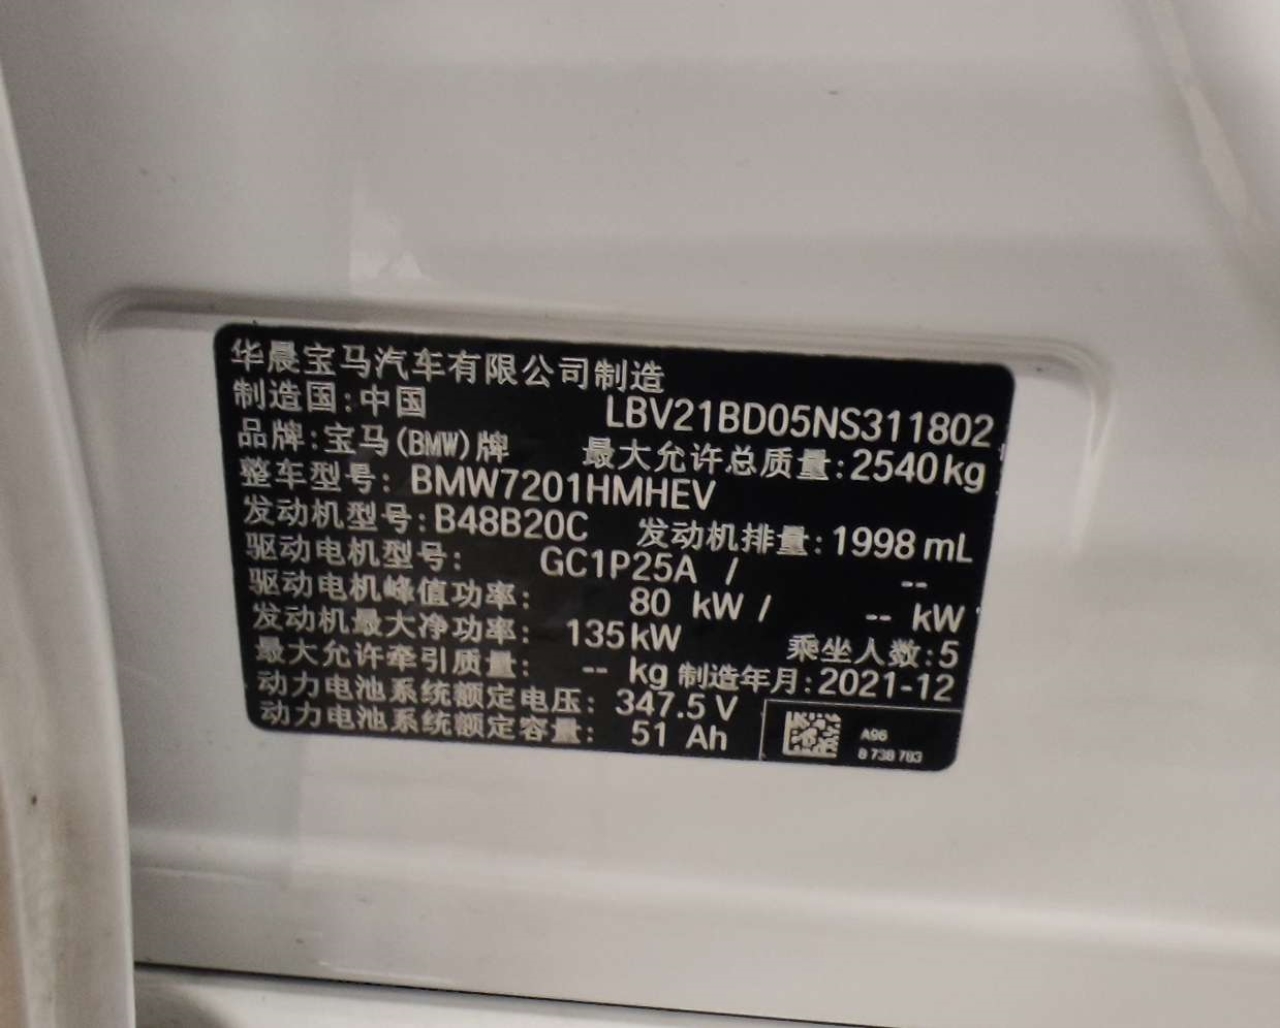 华晨宝马汽车有限公司制造
制造国:中国 LBV21BD05NS311802
品牌:宝马(BMW)牌 最大允许总质量:2540kg
整车型号: BMW7201HMHEV
发动机型号:B48B20C 发动机排量:1998 mL
驱动电机型号: GC1P25A / --
驱动电机峰值功率: 80 kW / -- kW
发动机最大净功率: 135kW 乘坐人数:5
最大允许牵引质量: -- kg 制造年月:2021-12
动力电池系统额定电压: 347.5 V
动力电池系统额定容量: 51 Ah
A96
8 738 783